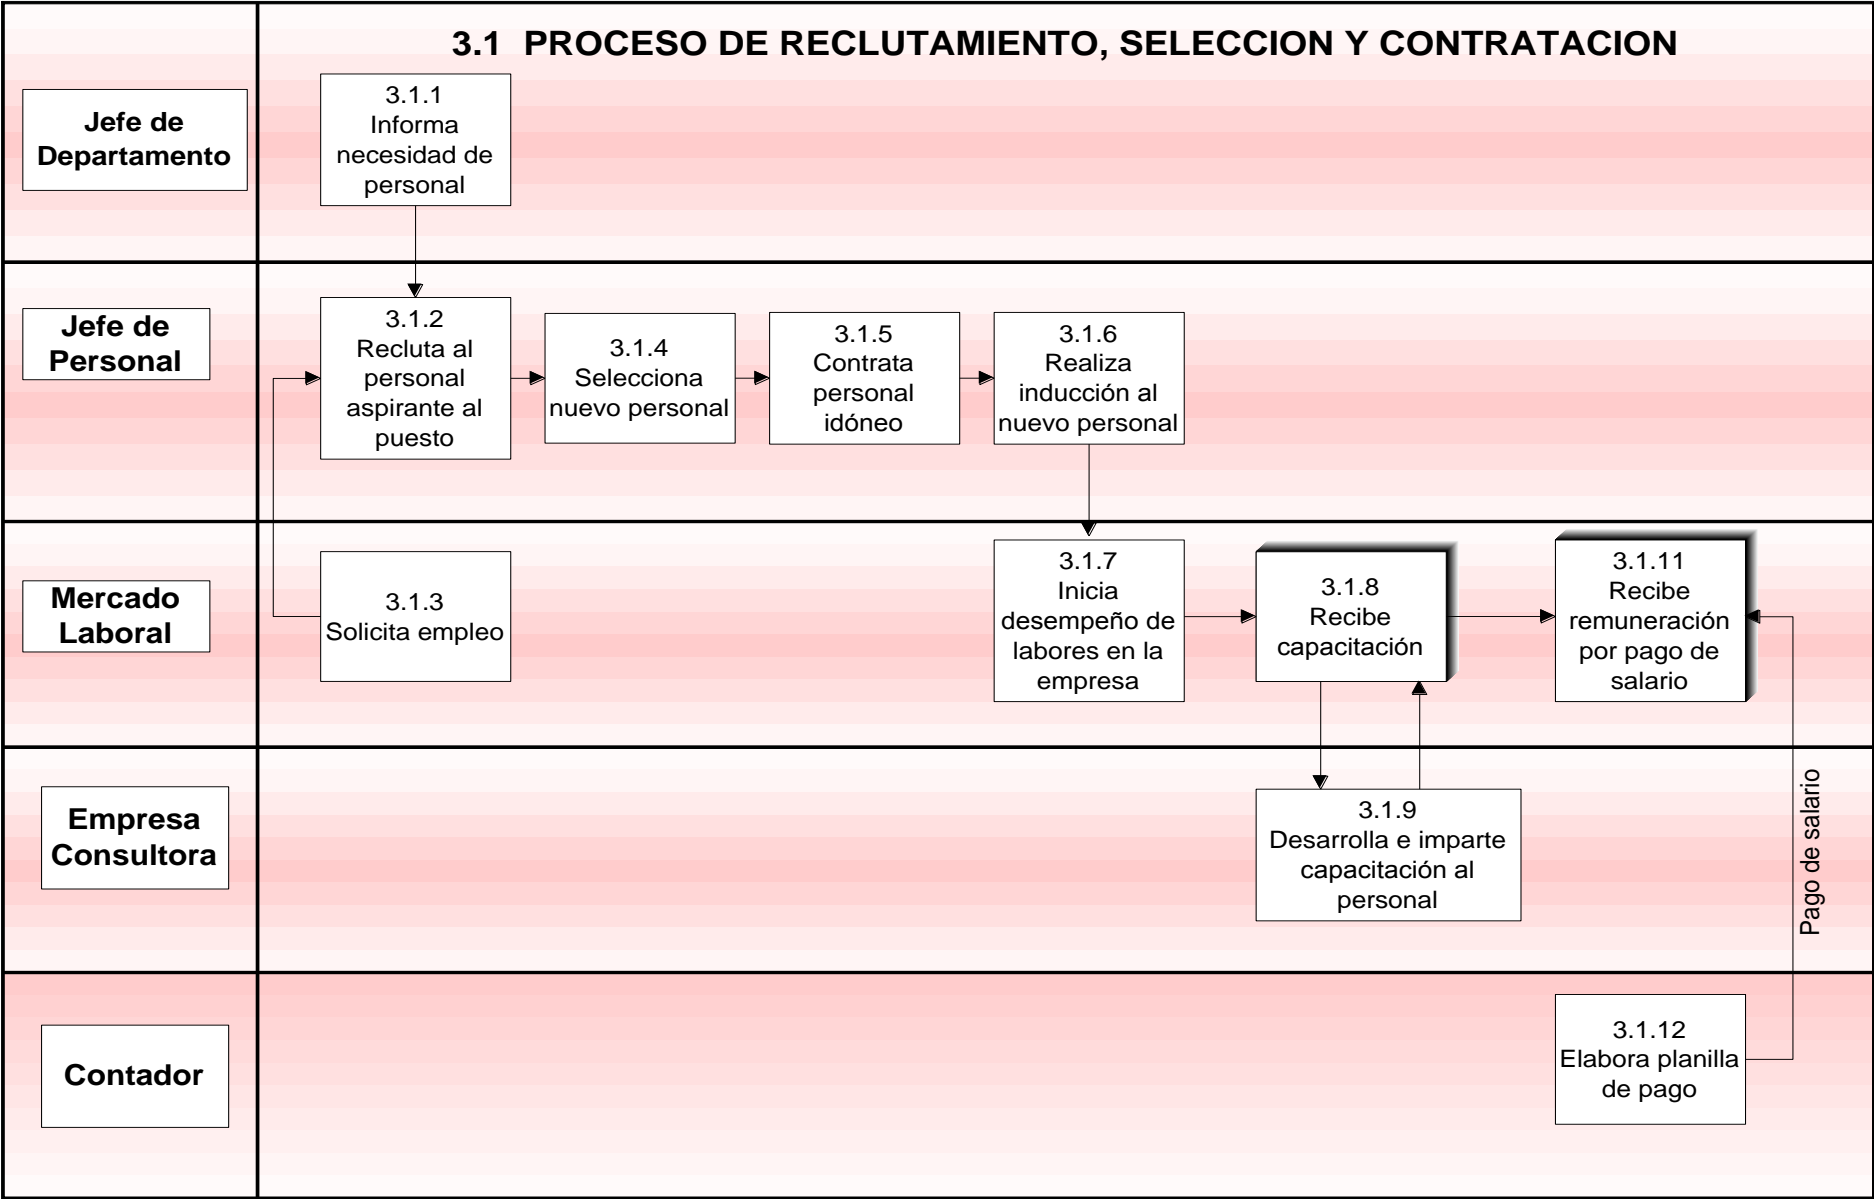 3.1 PROCESO DE RECLUTAMIENTO, SELECCION Y CONTRATACION
Jefe de
Departamento
3.1.1
Informa
necesidad de
personal
Jefe de
Personal
3.1.2
Recluta al
personal
aspirante al
puesto
3.1.4
Selecciona
nuevo personal
3.1.5
Contrata
personal
idóneo
3.1.6
Realiza
inducción al
nuevo personal
Mercado
Laboral
3.1.3
Solicita empleo
3.1.7
Inicia
desempeño de
labores en la
empresa
3.1.8
Recibe
capacitación
3.1.11
Recibe
remuneración
por pago de
salario
Empresa
Consultora
3.1.9
Desarrolla e imparte
capacitación al
personal
Pago de salario
Contador
3.1.12
Elabora planilla
de pago